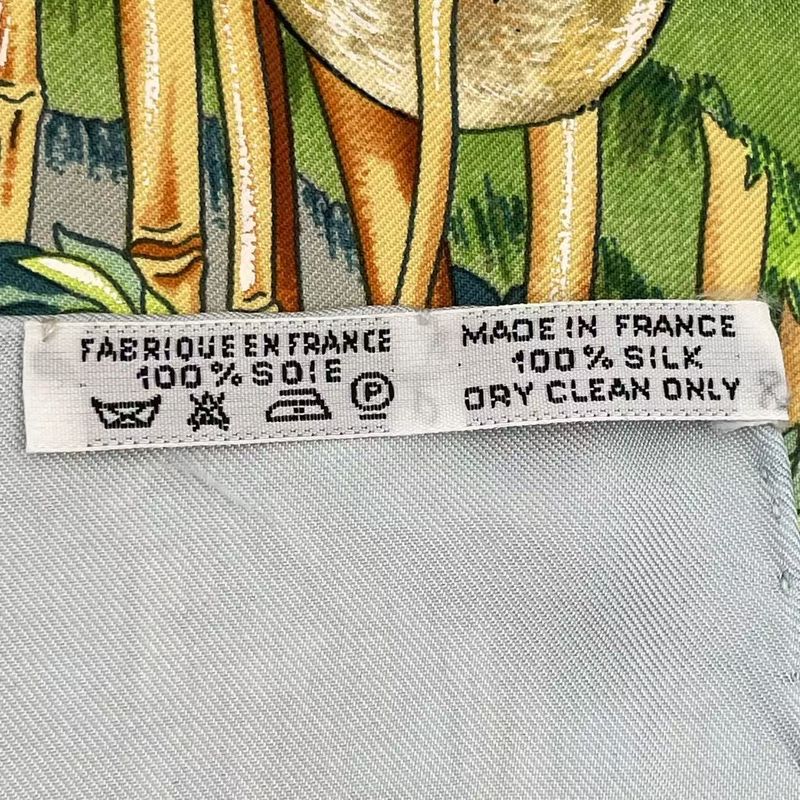 FABRIQUE EN FRANCE
100% SOIE
P
MADE IN FRANCE
100% SILK
DRY CLEAN ONLY